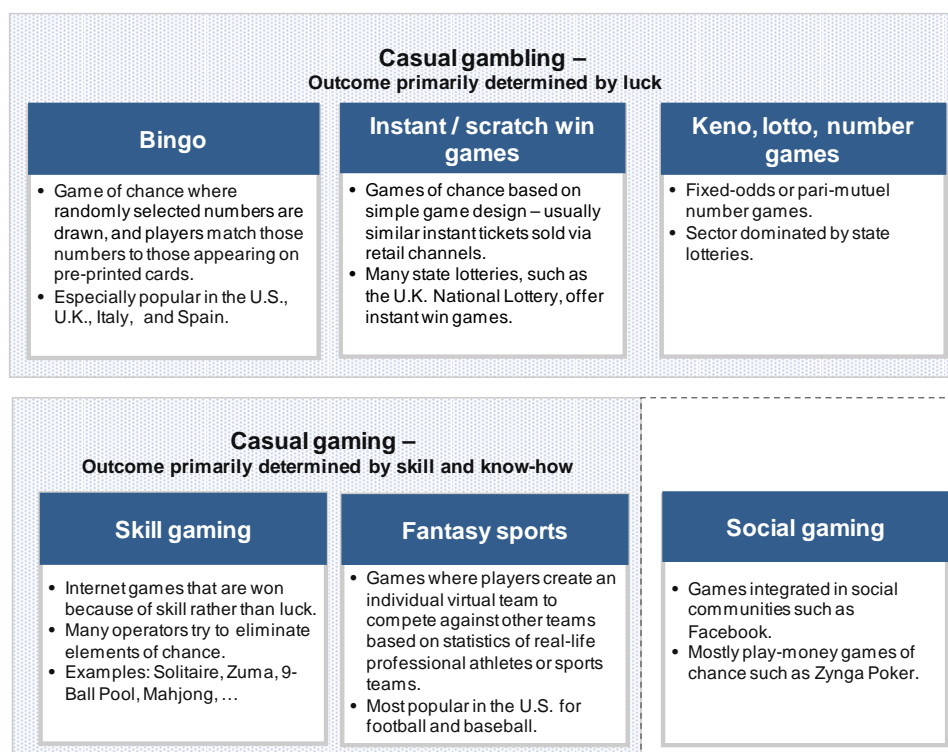 Casual gambling –
Outcome primarily determined by luck
Bingo
• Game of chance where
randomly selected numbers are
drawn, and players match those
numbers to those appearing on
pre-printed cards.
• Especially popular in the U.S.,
U.K., Italy, and Spain.
Instant / scratch win
games
• Games of chance based on
simple game design – usually
similar instant tickets sold via
retail channels.
• Many state lotteries, such as
the U.K. National Lottery, offer
instant win games.
Keno, lotto, number
games
• Fixed-odds or pari-mutuel
number games.
• Sector dominated by state
lotteries.
Casual gaming –
Outcome primarily determined by skill and know-how
Skill gaming
• Internet games that are won
because of skill rather than luck.
• Many operators try to eliminate
elements of chance.
• Examples: Solitaire, Zuma, 9-
Ball Pool, Mahjong, …
Fantasy sports
• Games where players create an
individual virtual team to
compete against other teams
based on statistics of real-life
professional athletes or sports
teams.
• Most popular in the U.S. for
football and baseball.
Social gaming
• Games integrated in social
communities such as
Facebook.
• Mostly play-money games of
chance such as Zynga Poker.